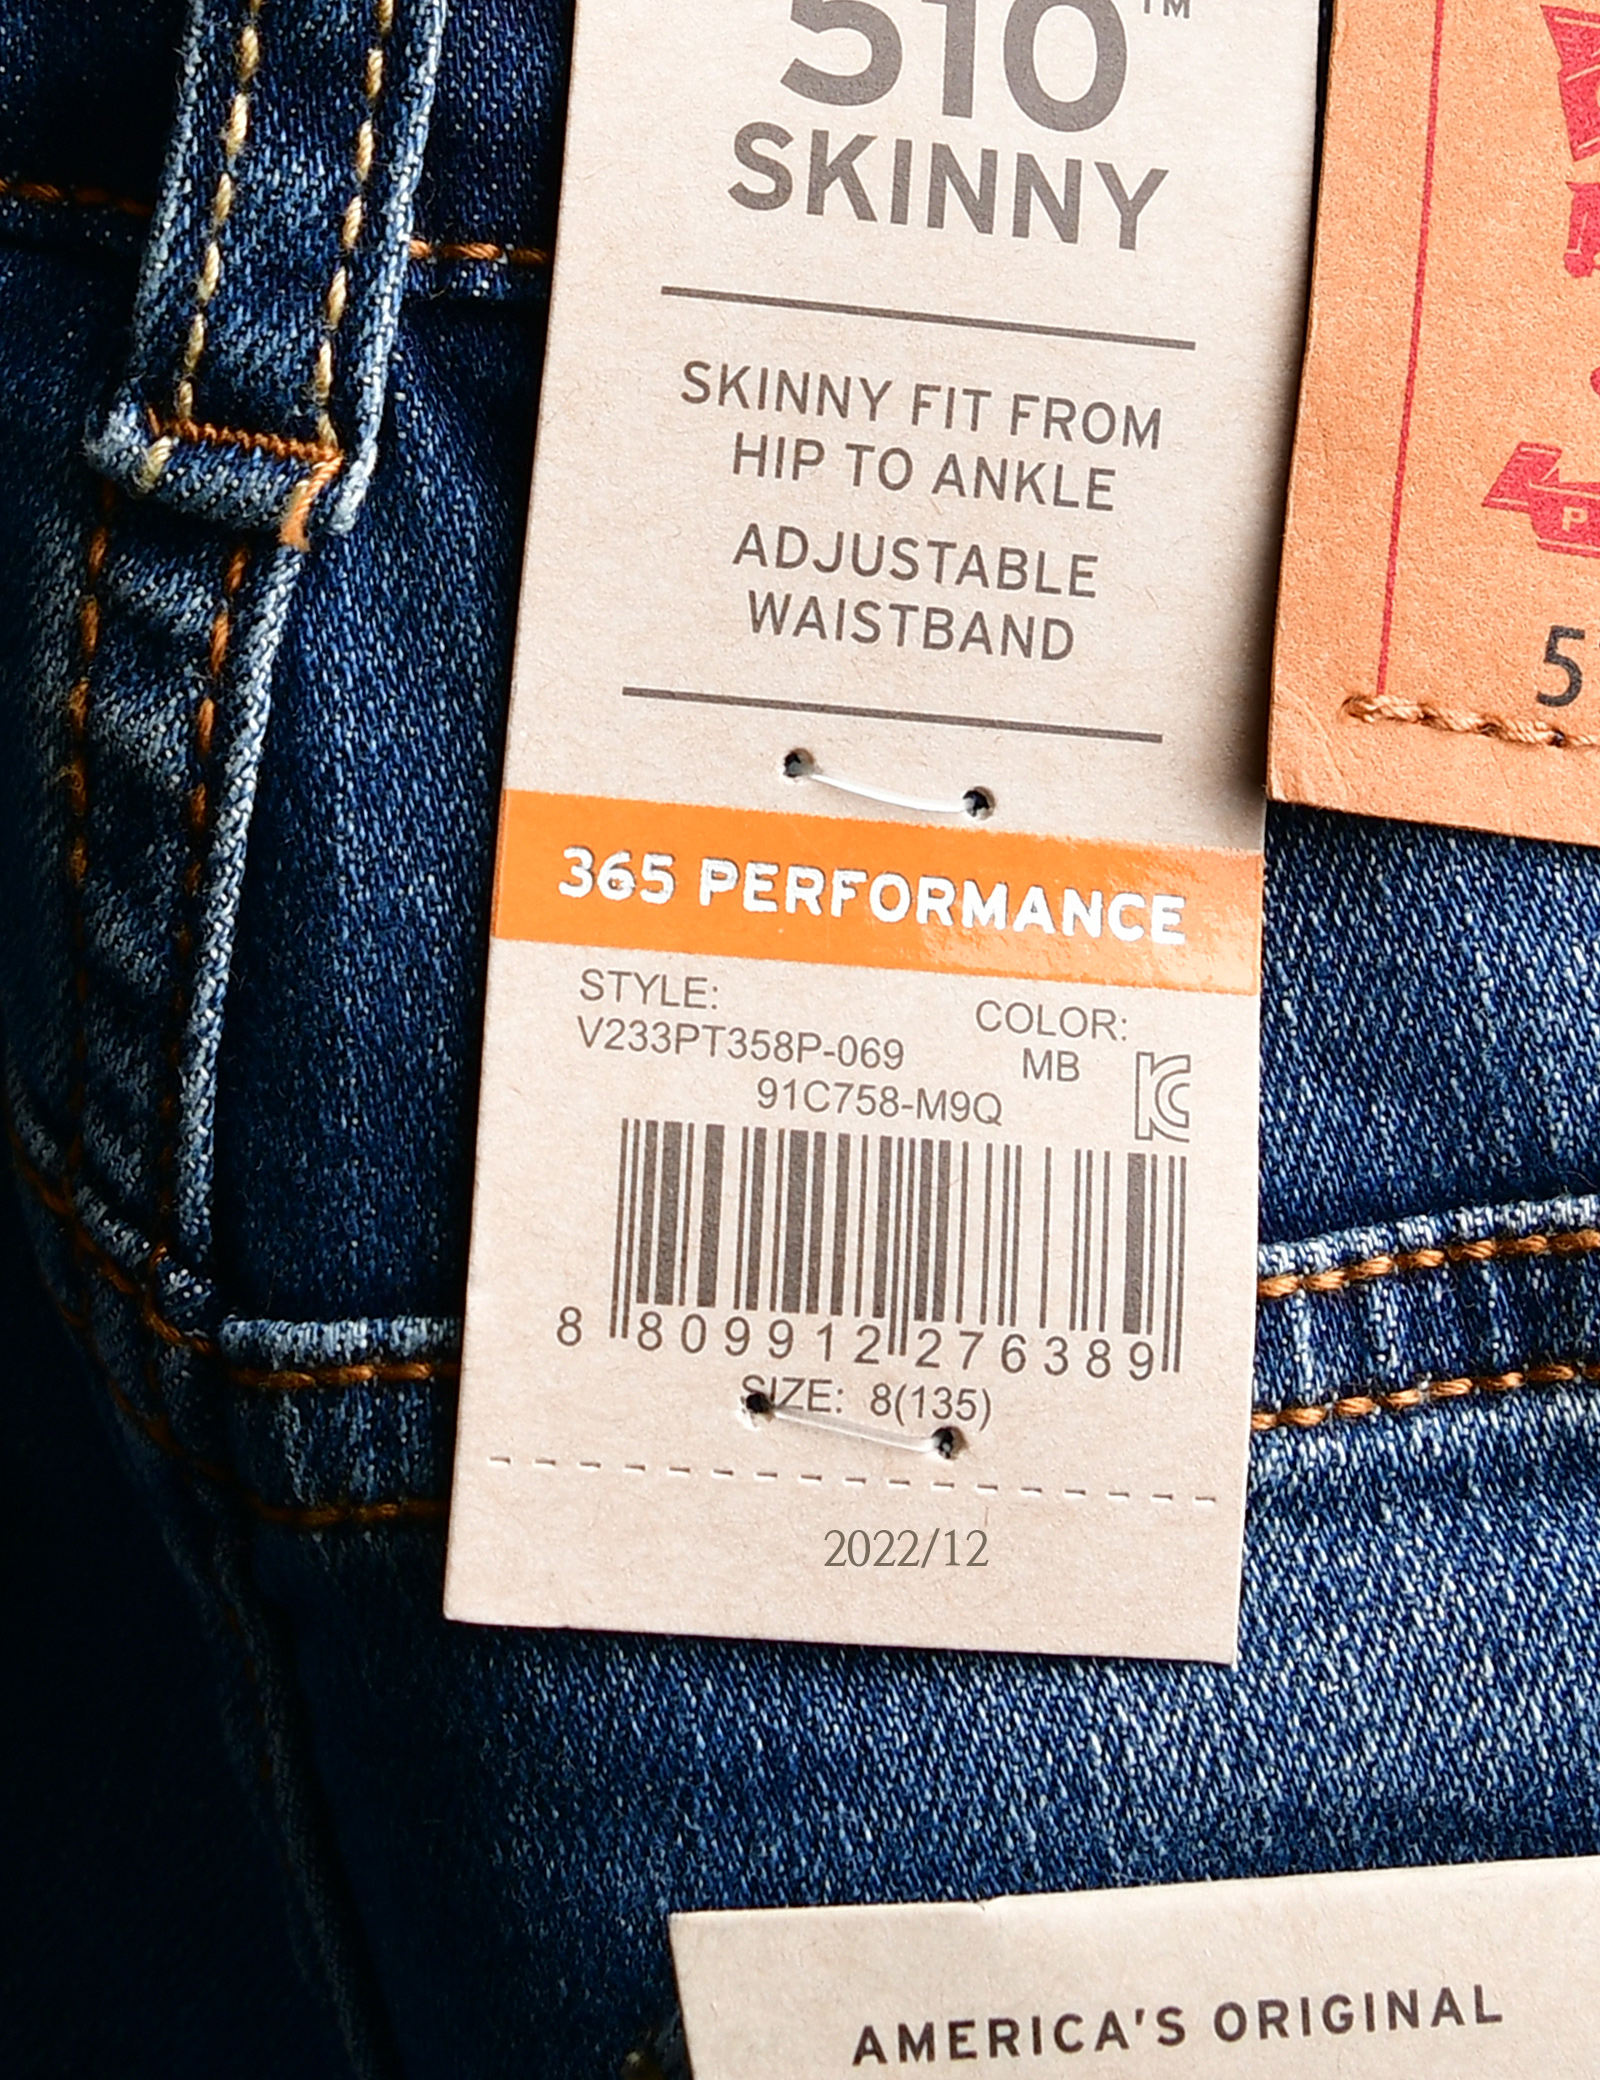 510™
SKINNY
SKINNY FIT FROM
HIP TO ANKLE
ADJUSTABLE
WAISTBAND
365 PERFORMANCE
STYLE:
V233PT358P-069
COLOR:
MB
91C758-M9Q
8 809912 276389
SIZE: 8(135)
2022/12
AMERICA'S ORIGINAL